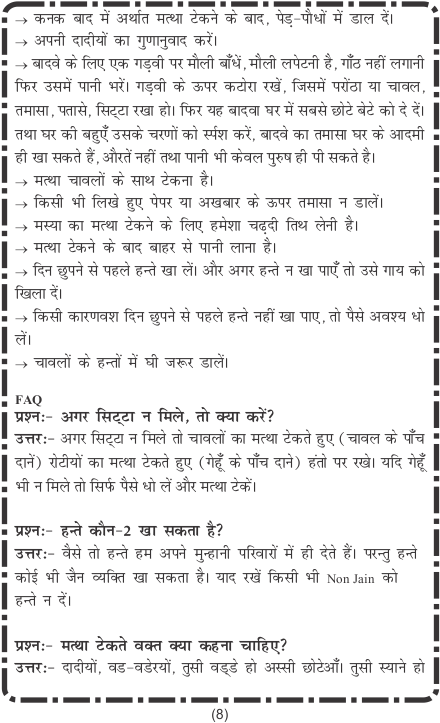 → कनक बाद में अर्थात मत्था टेकने के बाद, पेड़-पौधों में डाल दें।
→ अपनी दादीयों का गुणानुवाद करें।
→ बादवे के लिए एक गड़वी पर मौली बाँधें, मौली लपेटनी है, गाँठ नहीं लगानी
फिर उसमें पानी भरें। गड़वी के ऊपर कटोरा रखें, जिसमें परोंठा या चावल,
तमासा, पतासे, सिट्टा रखा हो। फिर यह बादवा घर में सबसे छोटे बेटे को दे दें।
तथा घर की बहुएँ उसके चरणों को र्स्पश करें, बादवे का तमासा घर के आदमी
ही खा सकते हैं, औरतें नहीं तथा पानी भी केवल पुरुष ही पी सकते है।
→ मत्था चावलों के साथ टेकना है।
→ किसी भी लिखे हुए पेपर या अखबार के ऊपर तमासा न डालें।
→ मस्या का मत्था टेकने के लिए हमेशा चढ़दी तिथ लेनी है।
→ मत्था टेकने के बाद बाहर से पानी लाना है।
→ दिन छुपने से पहले हन्ते खा लें। और अगर हन्ते न खा पाएँ तो उसे गाय को
खिला दें।
→ किसी कारणवश दिन छुपने से पहले हन्ते नहीं खा पाए, तो पैसे अवश्य धो
लें।
→ चावलों के हन्तों में घी जरूर डालें।
FAQ
प्रश्न:- अगर सिट्टा न मिले, तो क्या करें?
उत्तर:- अगर सिट्टा न मिले तो चावलों का मत्था टेकते हुए (चावल के पाँच
दानें) रोटीयों का मत्था टेकते हुए (गेहूँ के पाँच दाने) हंतो पर रखे। यदि गेहूँ
भी न मिले तो सिर्फ पैसे धो लें और मत्था टेकें।
प्रश्न:- हन्ते कौन-2 खा सकता है?
उत्तर:- वैसे तो हन्ते हम अपने मुन्हानी परिवारों में ही देते हैं। परन्तु हन्ते
कोई भी जैन व्यक्ति खा सकता है। याद रखें किसी भी Non Jain को
हन्ते न दें।
प्रश्न:- मत्था टेकते वक्त क्या कहना चाहिए?
उत्तर:- दादीयों, वड-वडेरयों, तुसी वड्डे हो अस्सी छोटेआँ। तुसी स्याने हो
(8)